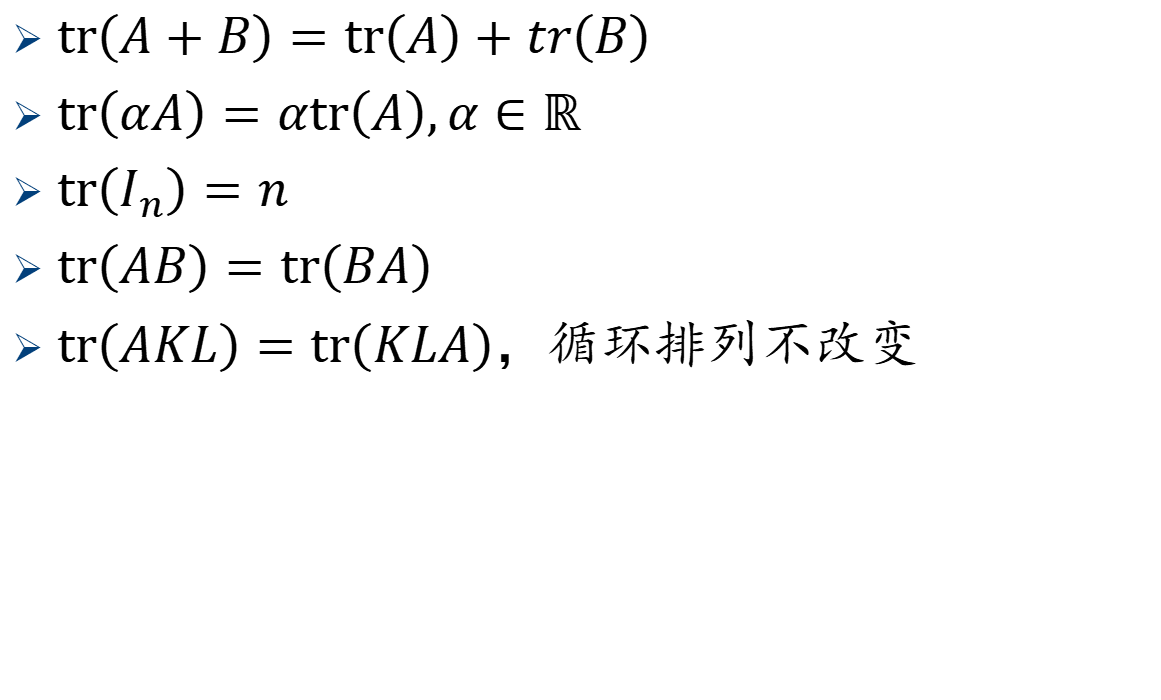 ➢ tr(A + B) = tr(A) + tr(B)
➢ tr(αA) = αtr(A), α ∈ ℝ
➢ tr(Iₙ) = n
➢ tr(AB) = tr(BA)
➢ tr(AKL) = tr(KLA)，循环排列不改变